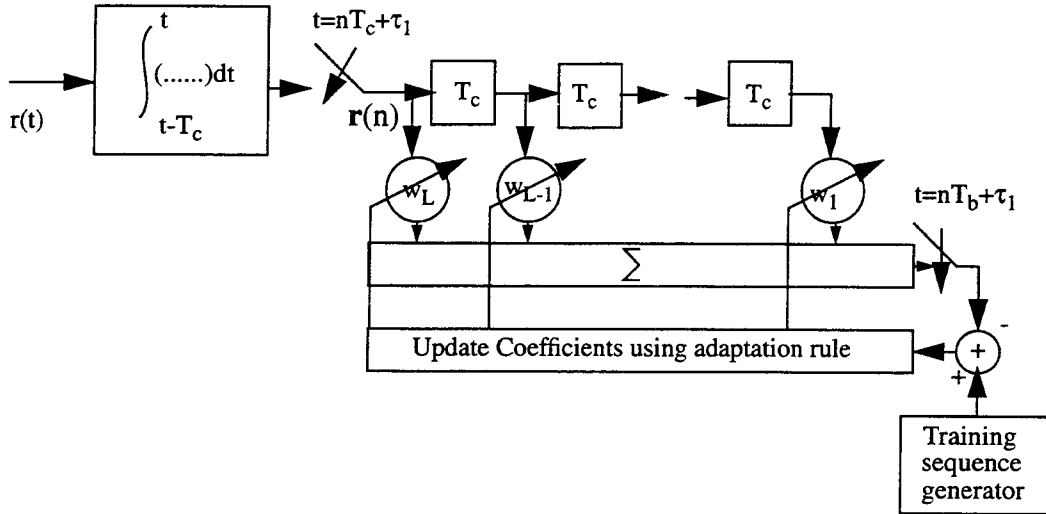 t
∫(......)dt
t-T_c
r(t)
t=nT_c+τ_1
r(n)
T_c
T_c
T_c
w_L
w_{L-1}
w_1
t=nT_b+τ_1
Σ
-
+
+
Update Coefficients using adaptation rule
Training
sequence
generator